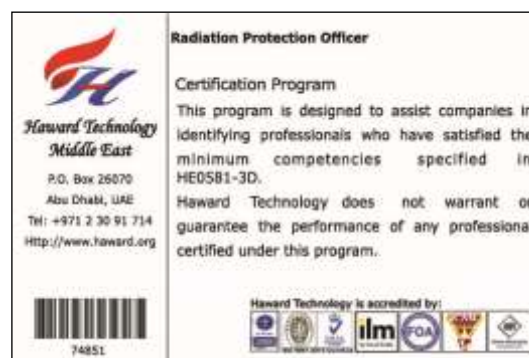 Haward Technology
Middle East
P.O. Box 26070
Abu Dhabi, UAE
Tel: +971 2 30 91 714
Http://www.haward.org
74851
Radiation Protection Officer
Certification Program
This program is designed to assist companies in
identifying professionals who have satisfied the
minimum competencies specified in
HE0581-3D.
Haward Technology does not warrant or
guarantee the performance of any professional
certified under this program.
Haward Technology is accredited by:
ilm
IFOA